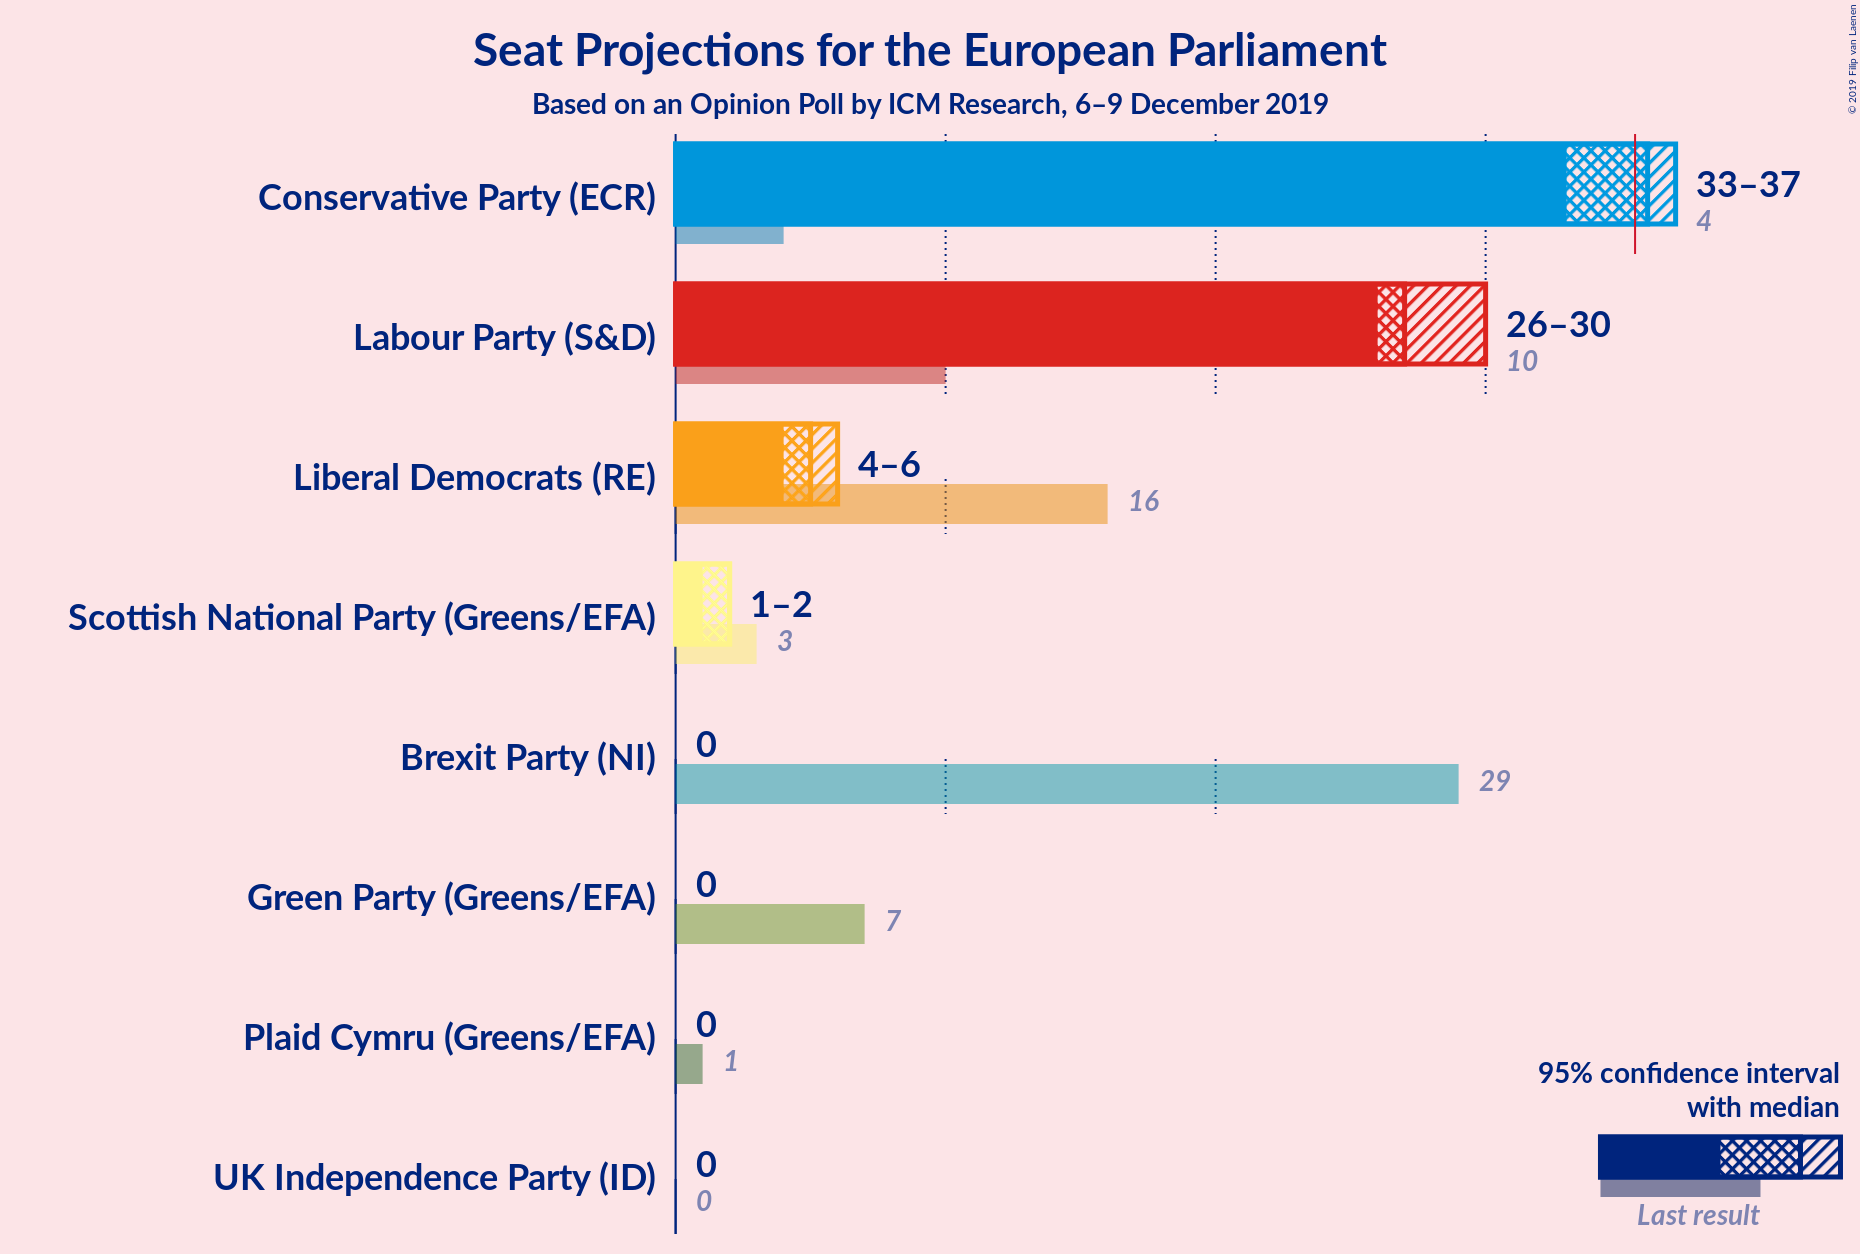 Seat Projections for the European Parliament
Based on an Opinion Poll by ICM Research, 6–9 December 2019
© 2019 Filip van Laenen
Conservative Party (ECR)
33–37
4
Labour Party (S&D)
26–30
10
Liberal Democrats (RE)
4–6
16
Scottish National Party (Greens/EFA)
1–2
3
Brexit Party (NI)
0
29
Green Party (Greens/EFA)
0
7
Plaid Cymru (Greens/EFA)
0
1
UK Independence Party (ID)
0
0
95% confidence interval
with median
Last result